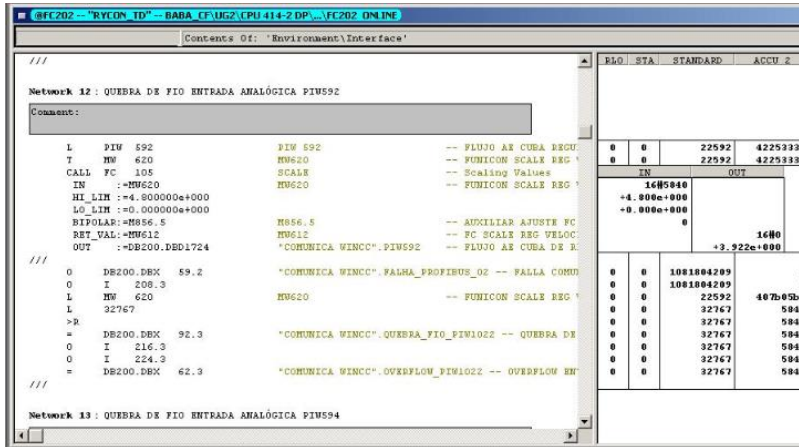 @FC202 -- "RYCON_TD" -- BABA_CF\UG2\CPU 414-2 DP\...\FC202 ONLINE
Contents Of: 'Environment\Interface'
///
RLO STA STANDARD ACCU 2
Network 12: QUEBRA DE FIO ENTRADA ANALÓGICA PIW592
Comment:
L PIW 592 PIW 592 -- FLUJO AE CUBA REGU 0 0 22592 4225333
T MW 620 MW620 -- FUNICON SCALE REG V 0 0 22592 4225333
CALL FC 105 SCALE -- Scaling Values IN OUT
IN :=MW620 MW620 -- FUNICON SCALE REG V 16#5840
HI_LIM :=4.800000e+000 +4.800e+000
LO_LIM :=0.000000e+000 +0.000e+000
BIPOLAR:=M856.5 M856.5 -- AUXILIAR AJUSTE FC 0
RET_VAL:=MW612 MW612 -- FC SCALE REG VELOC 16#0
OUT :=DB200.DBD1724 "COMUNICA WINCC".PIW592 -- FLUJO AE CUBA DE R +3.922e+000
///
O DB200.DBX 59.2 "COMUNICA WINCC".FALHA_PROFIBUS_02 -- FALLA COMU 0 0 1081804209
O I 208.3 0 0 1081804209
L MW 620 MW620 -- FUNICON SCALE REG V 0 0 22592 407b05b
L 32767 0 0 32767 584
>R 0 0 32767 584
= DB200.DBX 92.3 "COMUNICA WINCC".QUEBRA_FIO_PIW1022 -- QUEBRA DE 0 0 32767 584
O I 216.3 0 0 32767 584
O I 224.3 0 0 32767 584
= DB200.DBX 62.3 "COMUNICA WINCC".OVERFLOW_PIW1022 -- OVERFLOW EN 0 0 32767 584
///
Network 13: QUEBRA DE FIO ENTRADA ANALÓGICA PIW594